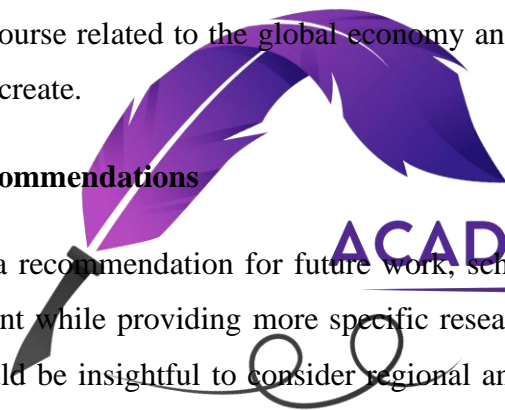 ourse related to the global economy an
create.
ommendations
a recommendation for future work, sch
ACAD
nt while providing more specific resea
ld be insightful to consider regional an